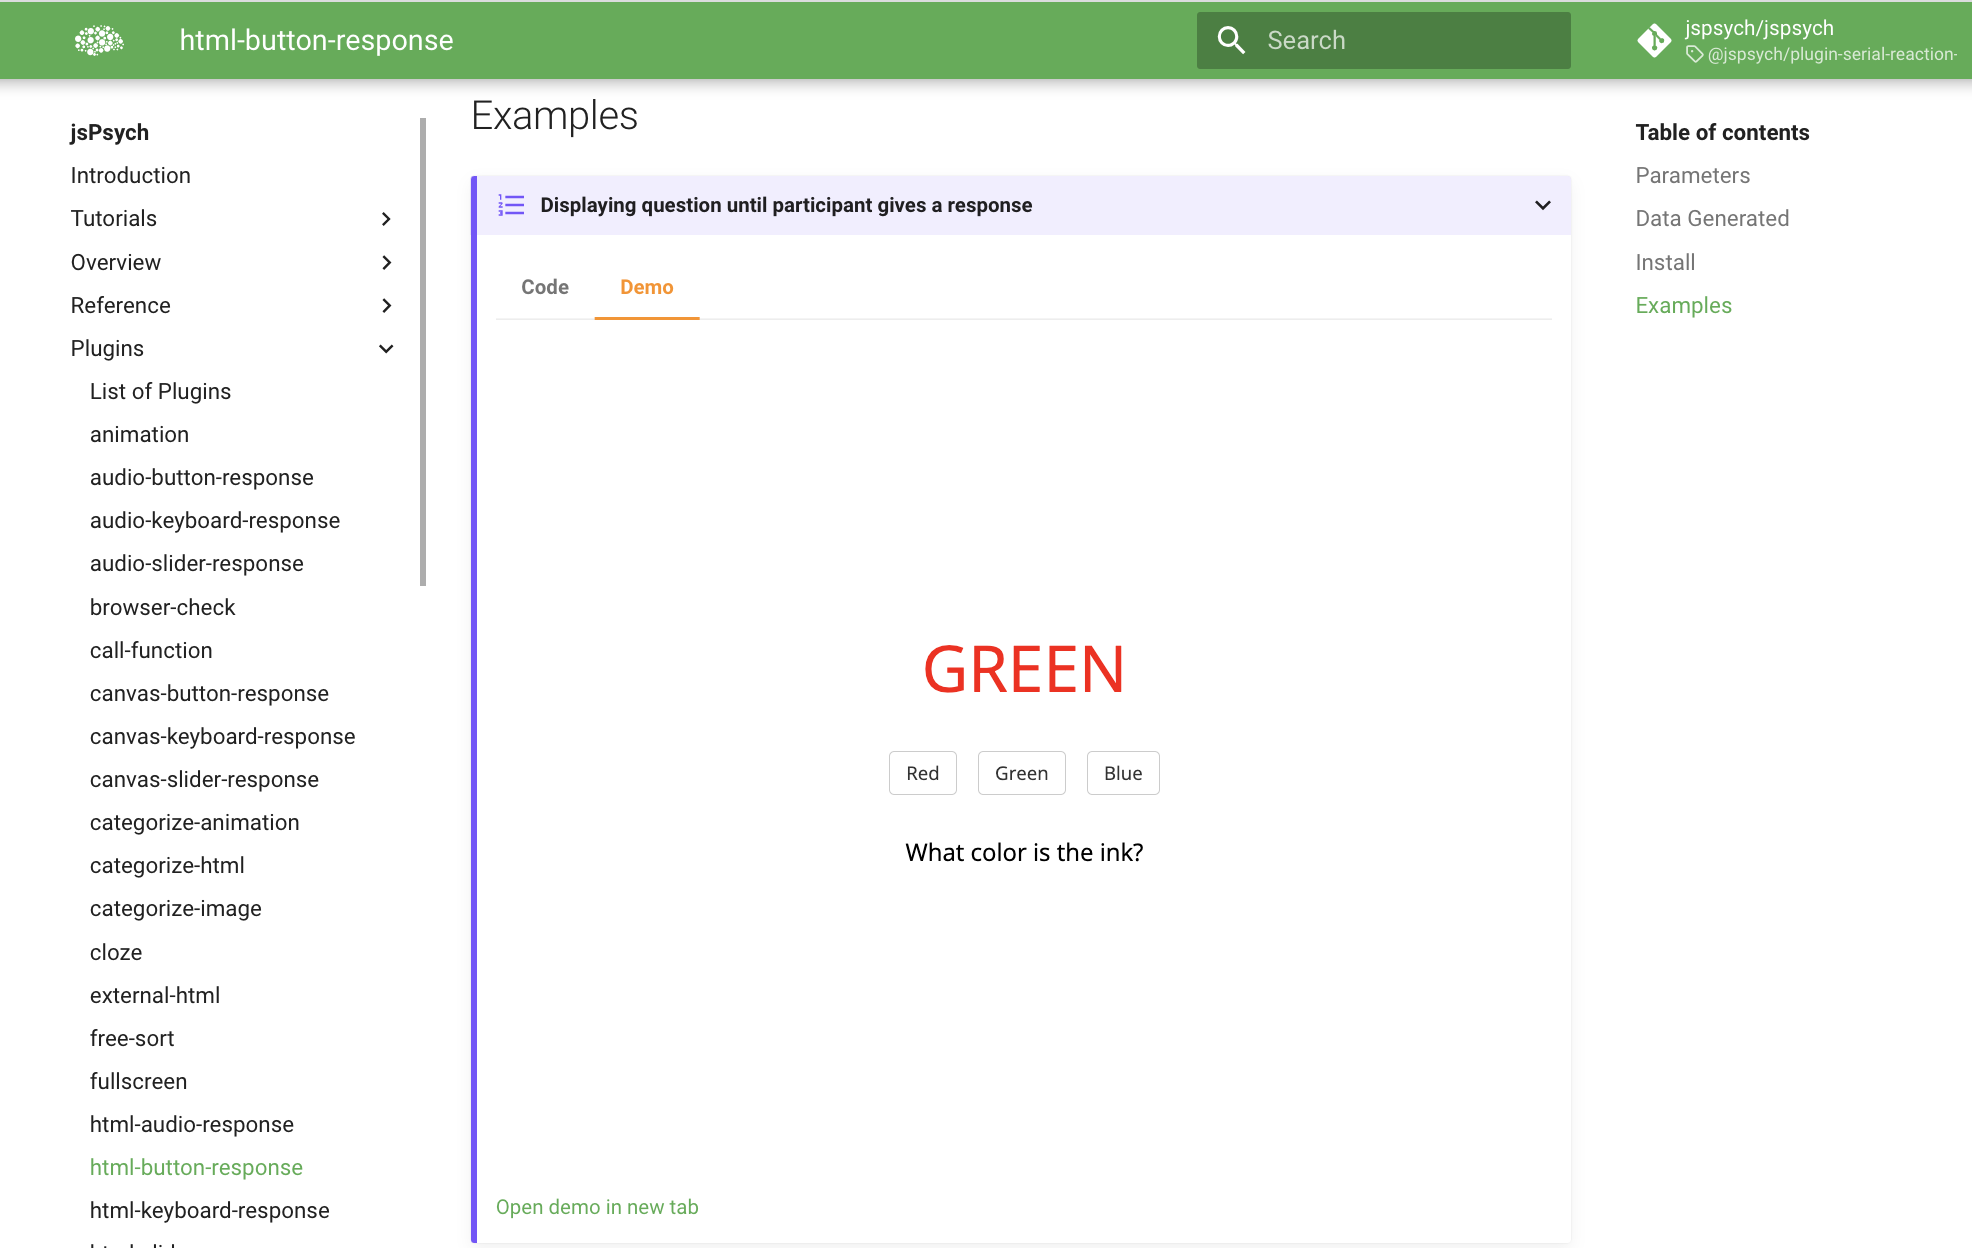 html-button-response
Search
jspsych/jspsych
@jspsych/plugin-serial-reaction-
jsPsych
Introduction
Tutorials
Overview
Reference
Plugins
List of Plugins
animation
audio-button-response
audio-keyboard-response
audio-slider-response
browser-check
call-function
canvas-button-response
canvas-keyboard-response
canvas-slider-response
categorize-animation
categorize-html
categorize-image
cloze
external-html
free-sort
fullscreen
html-audio-response
html-button-response
html-keyboard-response
Examples
Displaying question until participant gives a response
Code Demo
GREEN
Red Green Blue
What color is the ink?
Open demo in new tab
Table of contents
Parameters
Data Generated
Install
Examples